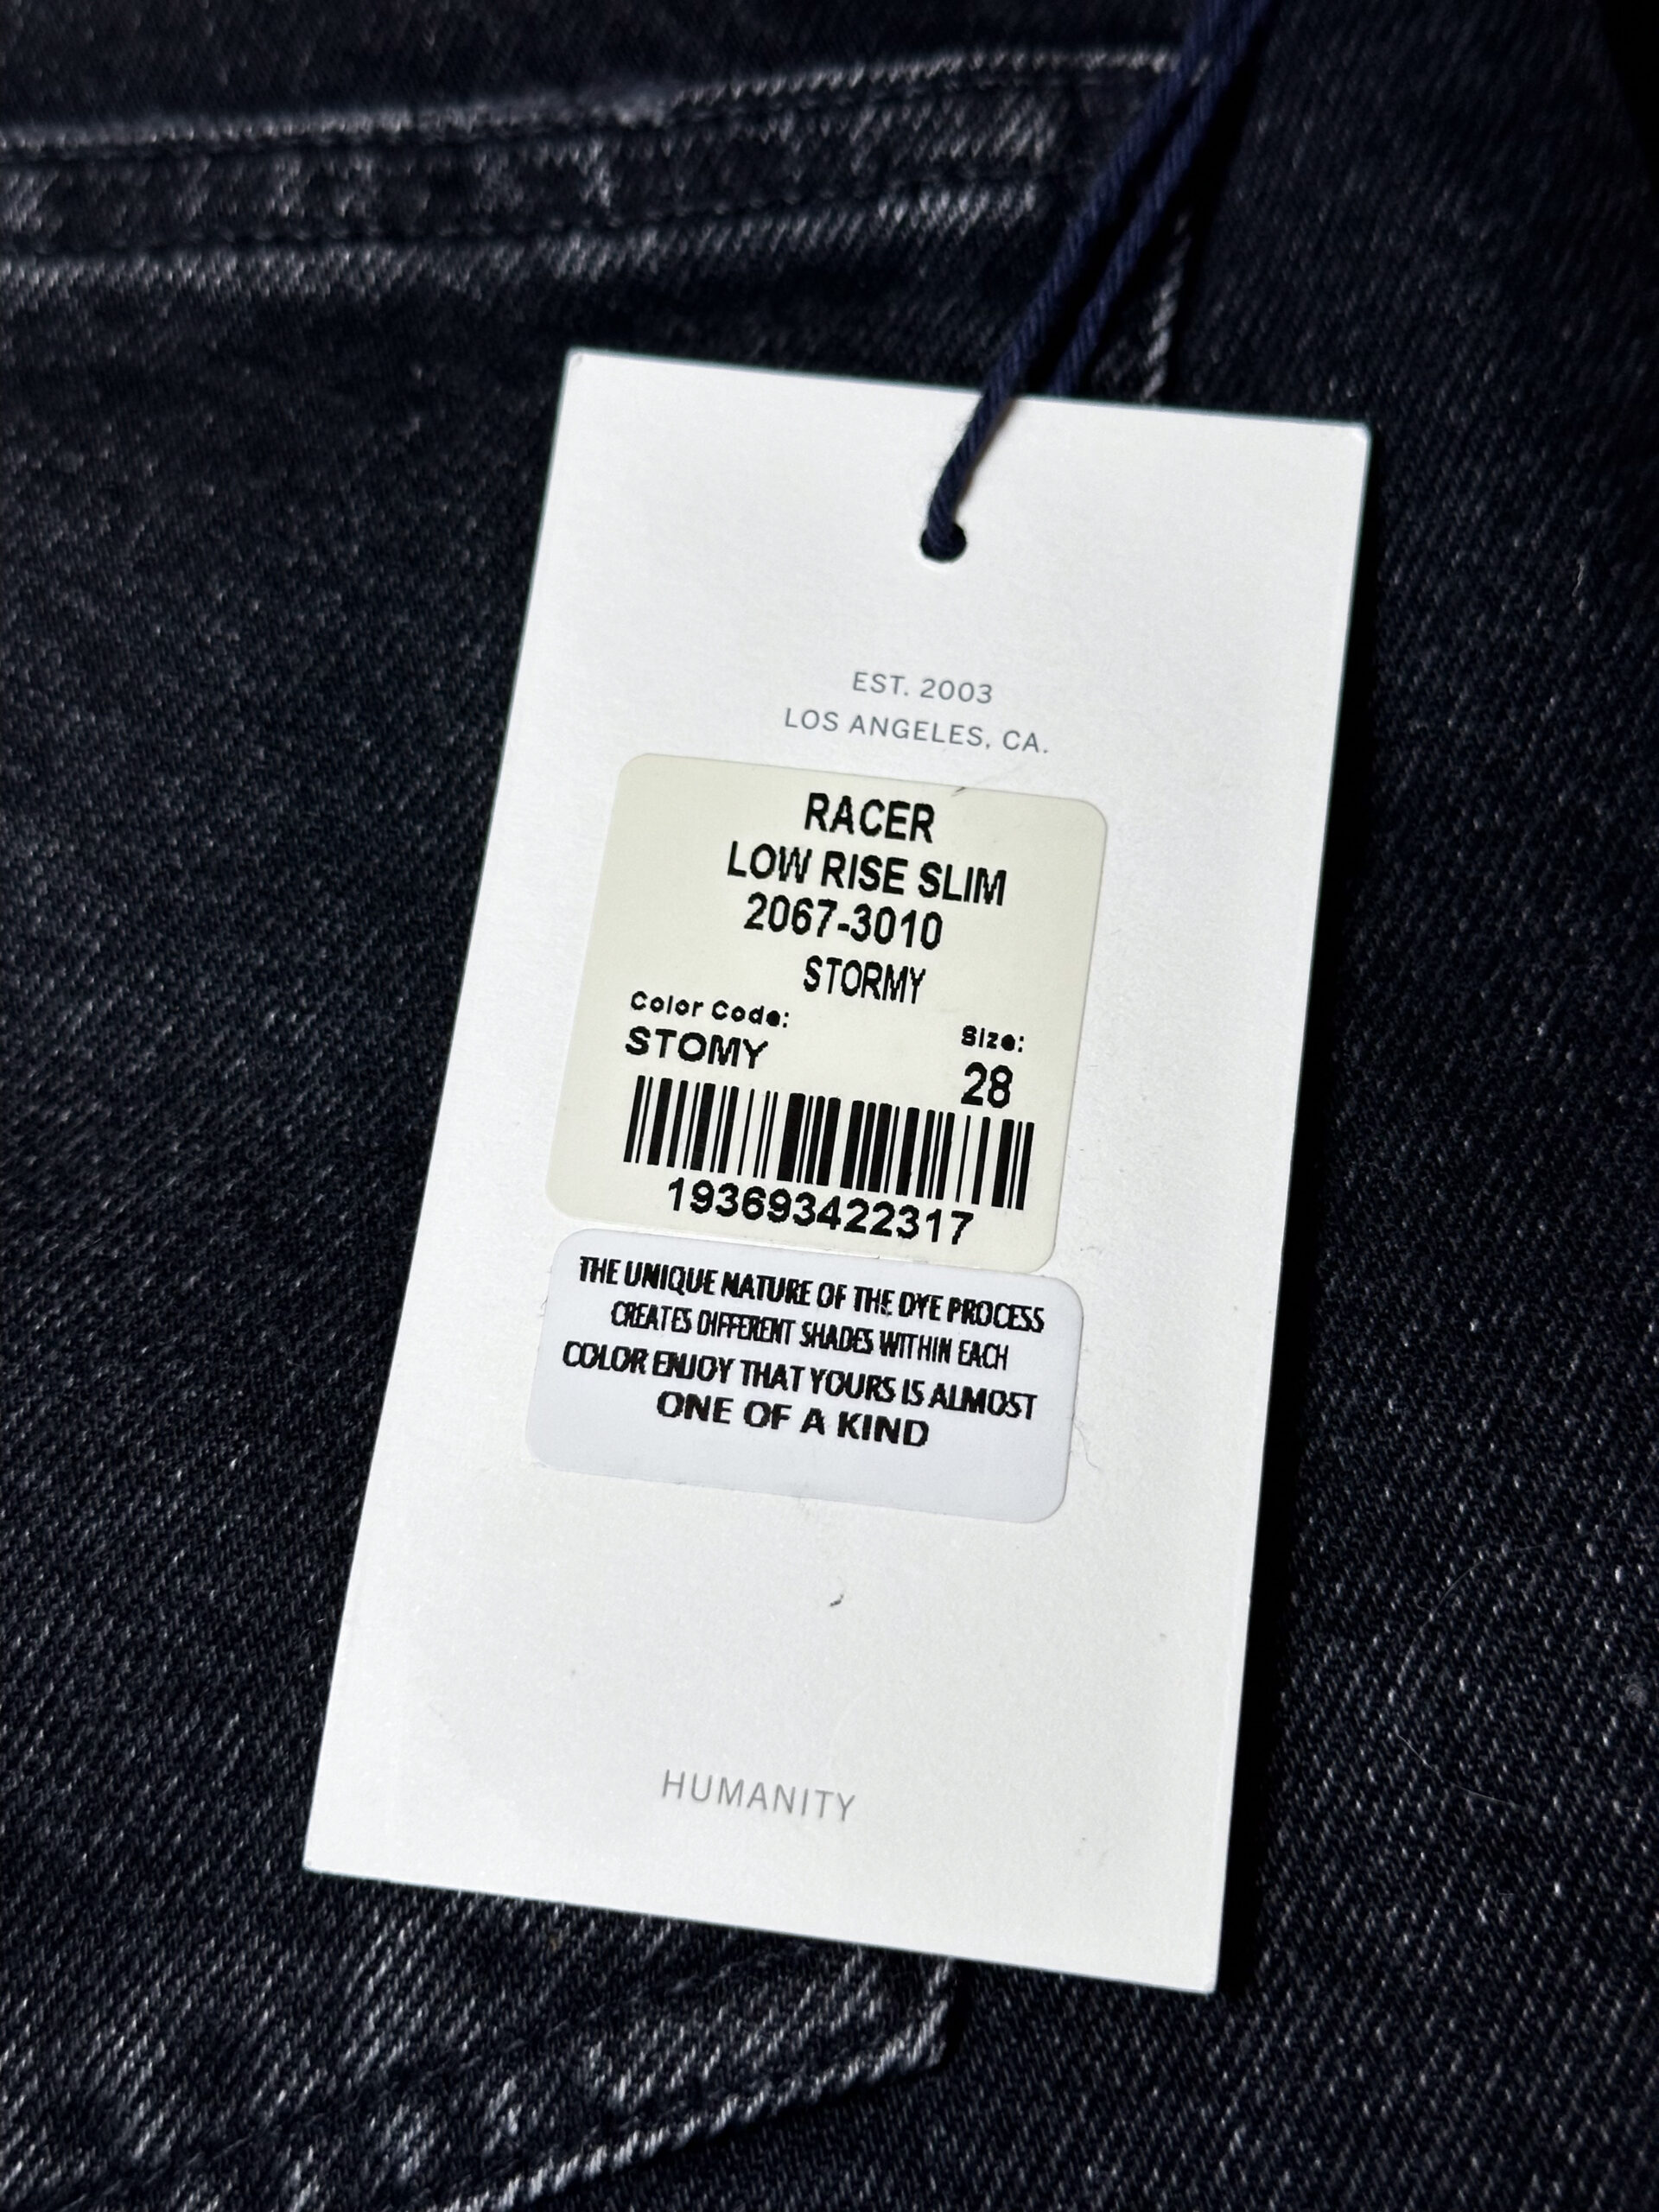 EST. 2003
LOS ANGELES, CA.
RACER
LOW RISE SLIM
2067-3010
STORMY
Color Code:
Size:
STOMY
28
193693422317
THE UNIQUE NATURE OF THE DYE PROCESS
CREATES DIFFERENT SHADES WITHIN EACH
COLOR ENJOY THAT YOURS IS ALMOST
ONE OF A KIND
HUMANITY